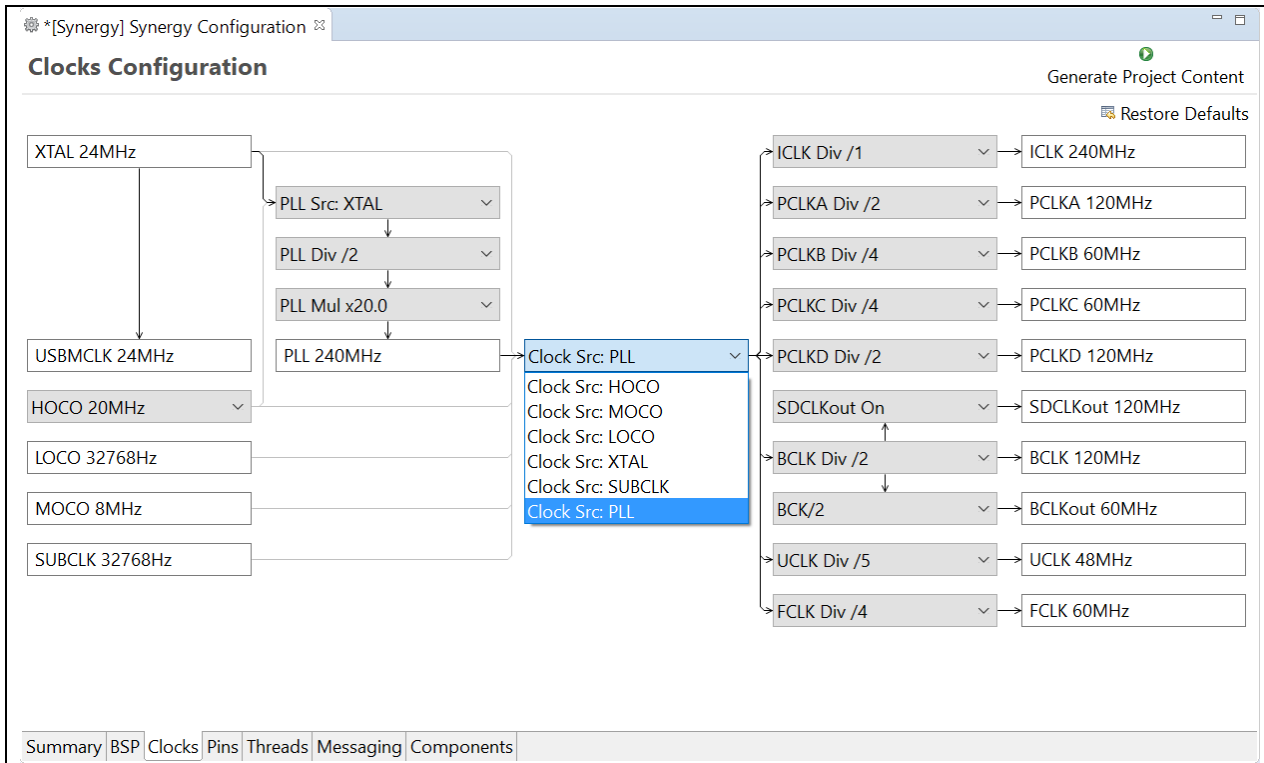 *[Synergy] Synergy Configuration
Clocks Configuration
Generate Project Content
Restore Defaults
XTAL 24MHz
USBMCLK 24MHz
HOCO 20MHz
LOCO 32768Hz
MOCO 8MHz
SUBCLK 32768Hz
PLL Src: XTAL
PLL Div /2
PLL Mul x20.0
PLL 240MHz
Clock Src: PLL
Clock Src: HOCO
Clock Src: MOCO
Clock Src: LOCO
Clock Src: XTAL
Clock Src: SUBCLK
Clock Src: PLL
ICLK Div /1
ICLK 240MHz
PCLKA Div /2
PCLKA 120MHz
PCLKB Div /4
PCLKB 60MHz
PCLKC Div /4
PCLKC 60MHz
PCLKD Div /2
PCLKD 120MHz
SDCLKout On
SDCLKout 120MHz
BCLK Div /2
BCLK 120MHz
BCK/2
BCLKout 60MHz
UCLK Div /5
UCLK 48MHz
FCLK Div /4
FCLK 60MHz
Summary BSP Clocks Pins Threads Messaging Components